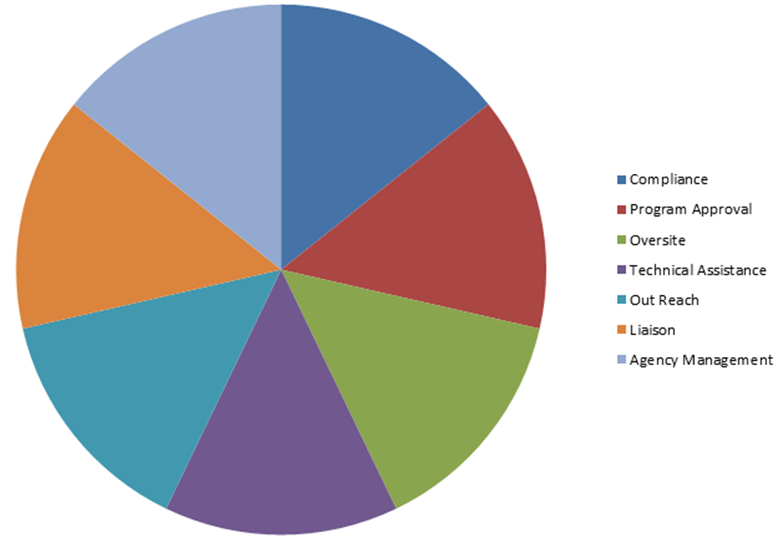 Compliance
Program Approval
Oversite
Technical Assistance
Out Reach
Liaison
Agency Management